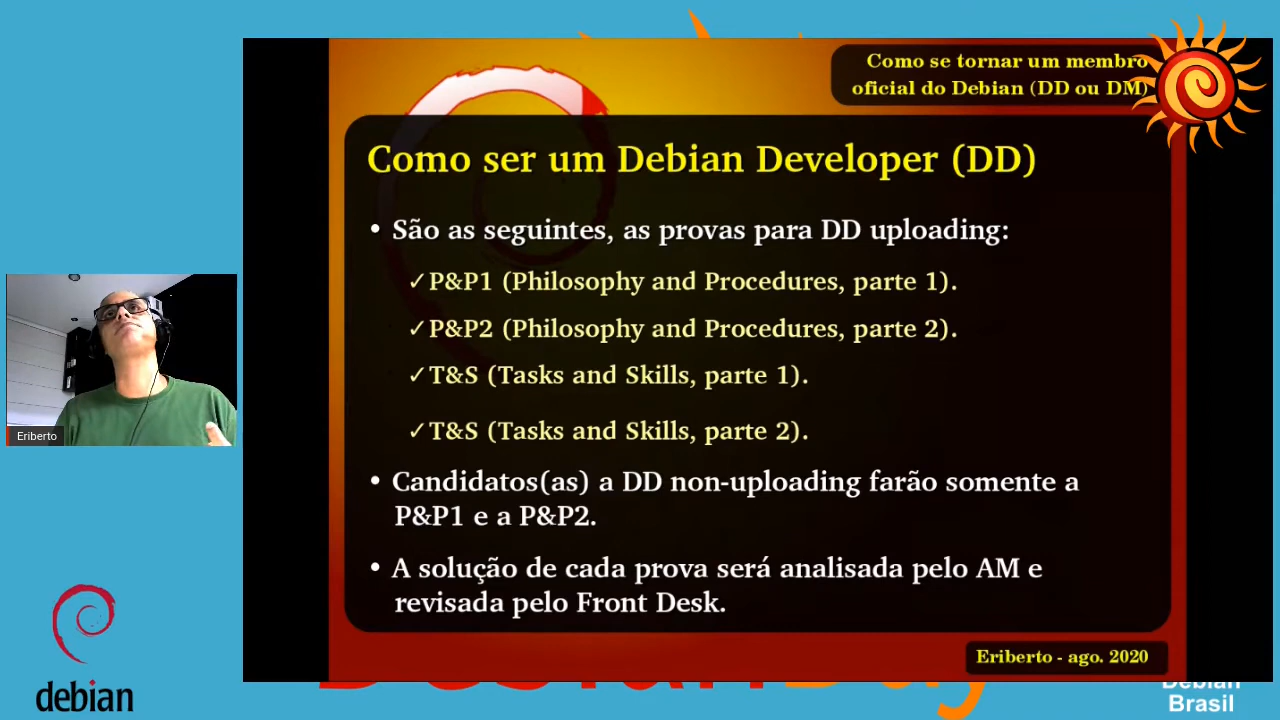 Como se tornar um membro
oficial do Debian (DD ou DM)
Como ser um Debian Developer (DD)
• São as seguintes, as provas para DD uploading:
✓P&P1 (Philosophy and Procedures, parte 1).
✓P&P2 (Philosophy and Procedures, parte 2).
✓T&S (Tasks and Skills, parte 1).
✓T&S (Tasks and Skills, parte 2).
• Candidatos(as) a DD non-uploading farão somente a
P&P1 e a P&P2.
• A solução de cada prova será analisada pelo AM e
revisada pelo Front Desk.
Eriberto - ago. 2020
Eriberto
debian
Debian
Brasil